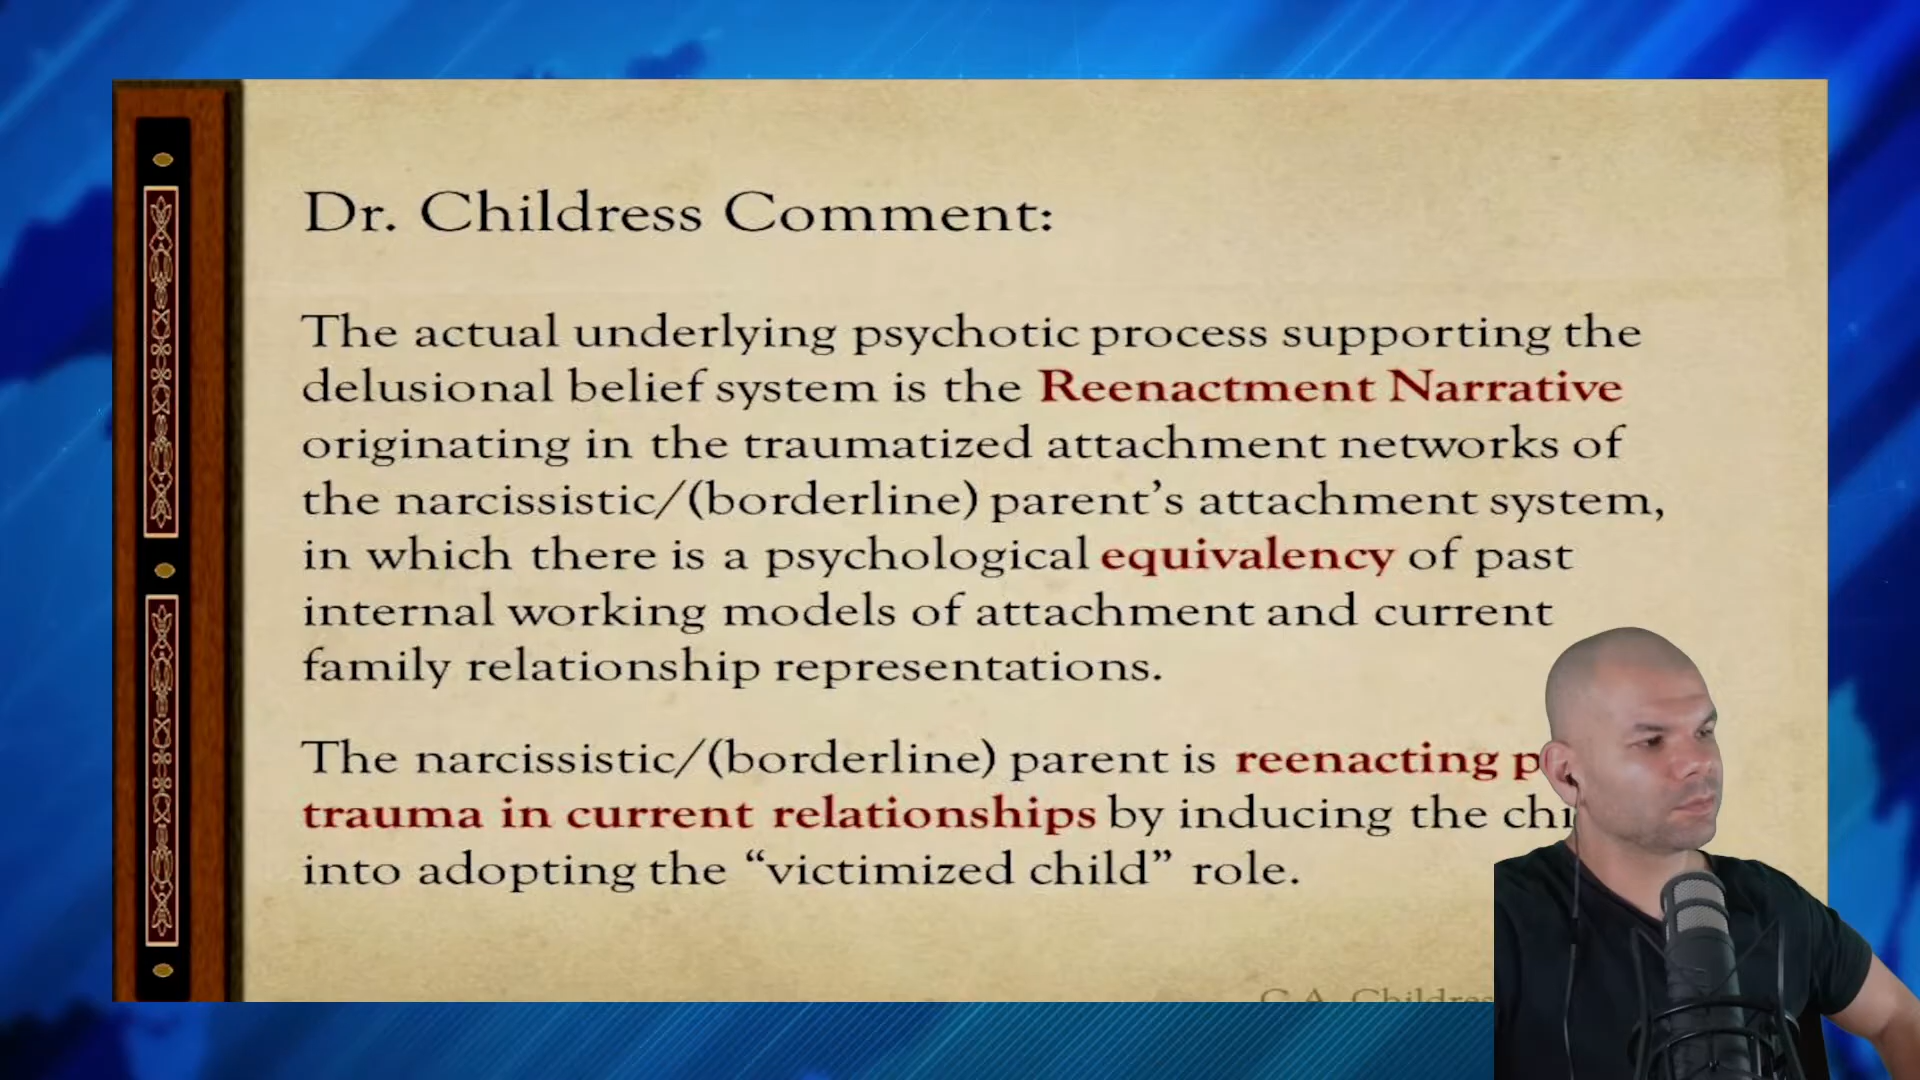 Dr. Childress Comment:
The actual underlying psychotic process supporting the
delusional belief system is the Reenactment Narrative
originating in the traumatized attachment networks of
the narcissistic/(borderline) parent’s attachment system,
in which there is a psychological equivalency of past
internal working models of attachment and current
family relationship representations.
The narcissistic/(borderline) parent is reenacting
trauma in current relationships by inducing the
into adopting the “victimized child” role.
C.A. Childress